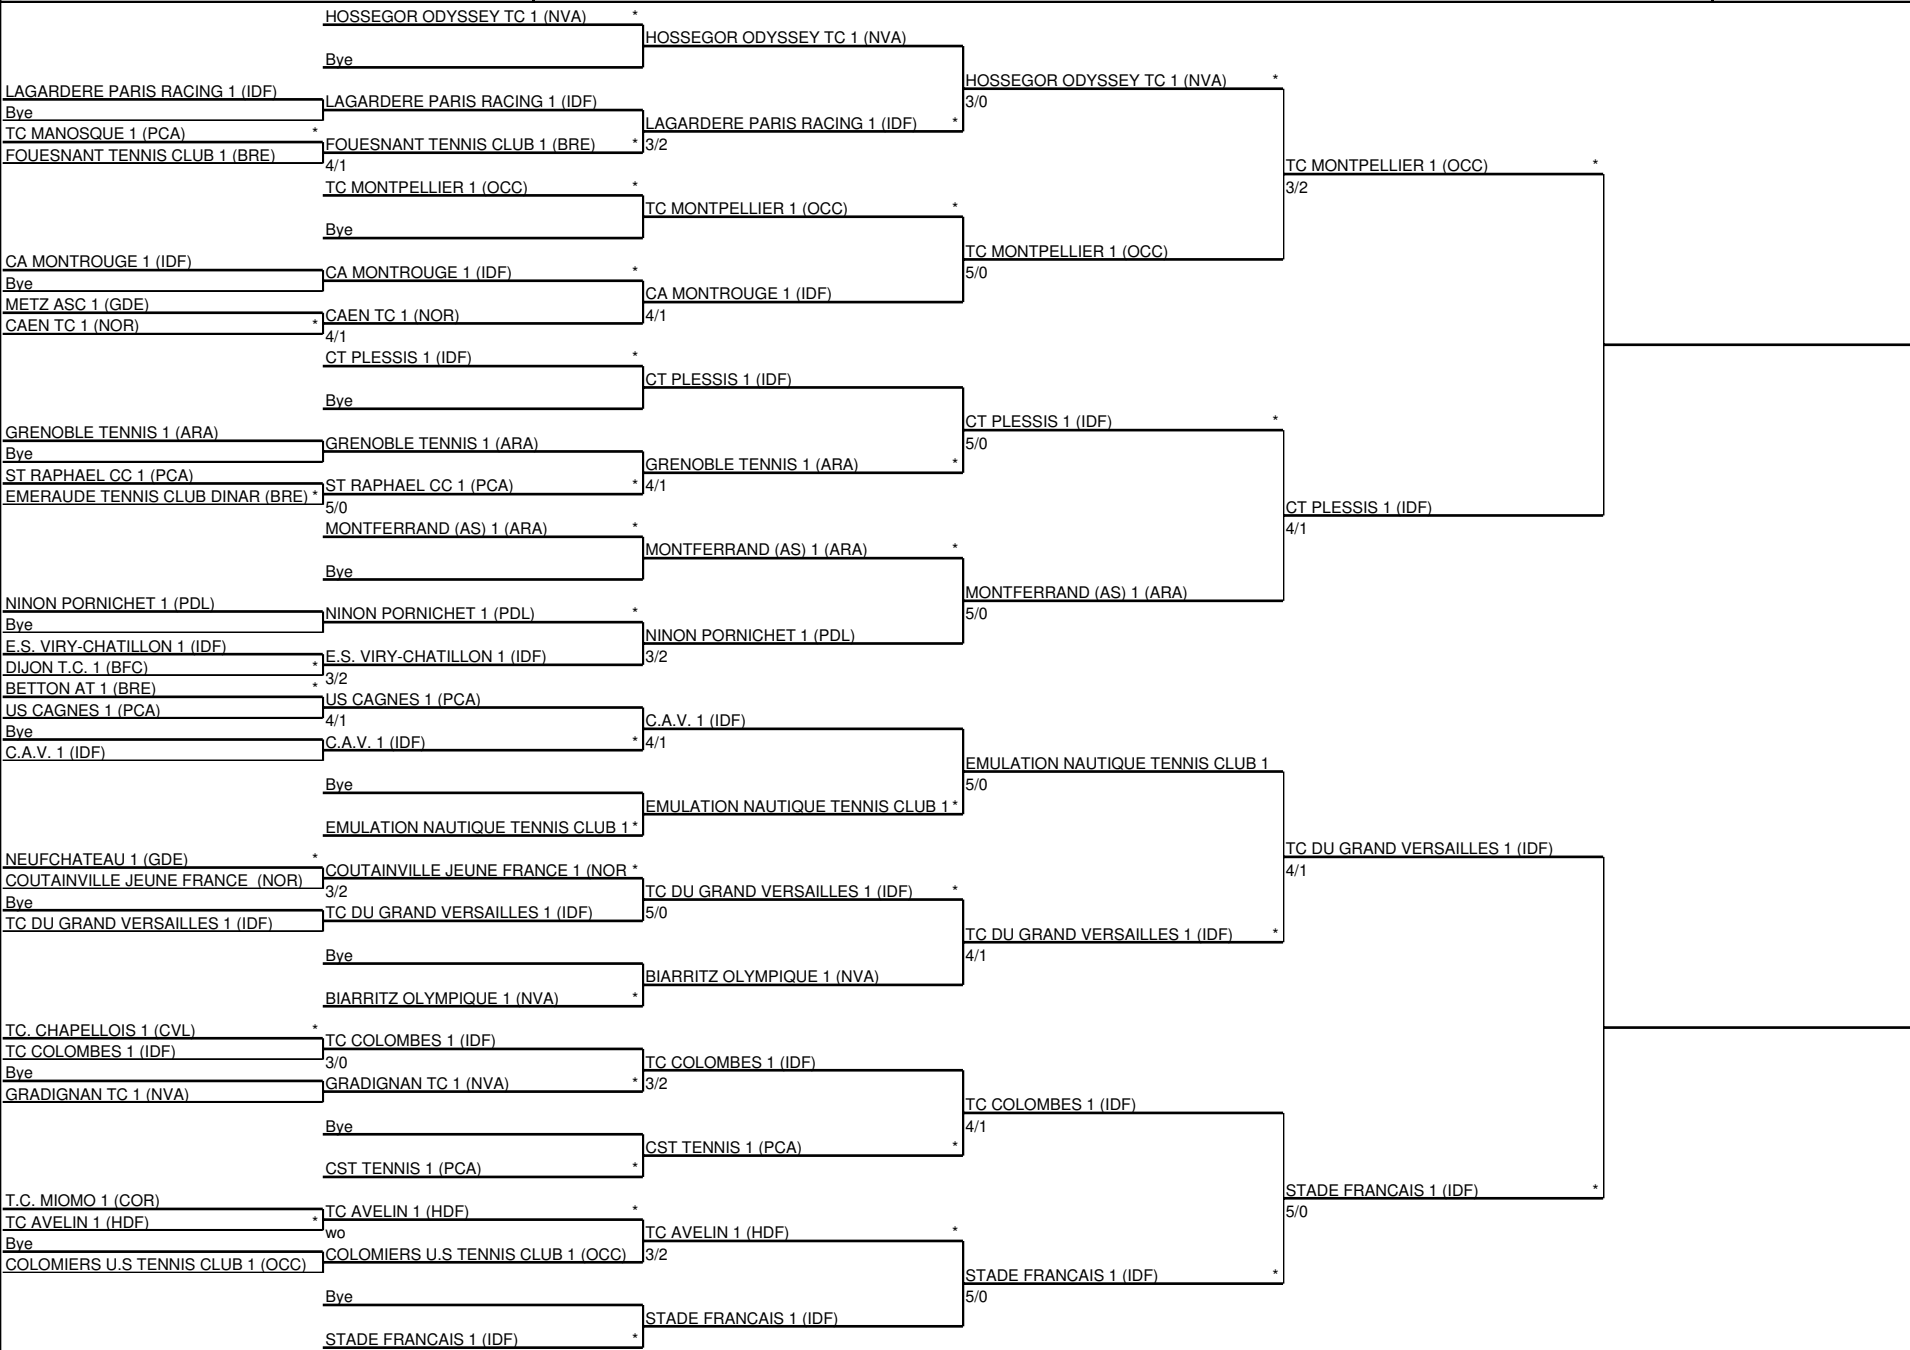 HOSSEGOR ODYSSEY TC 1 (NVA) *
HOSSEGOR ODYSSEY TC 1 (NVA)
Bye
HOSSEGOR ODYSSEY TC 1 (NVA) *
LAGARDERE PARIS RACING 1 (IDF)
3/0
LAGARDERE PARIS RACING 1 (IDF)
Bye
LAGARDERE PARIS RACING 1 (IDF) *
TC MANOSQUE 1 (PCA) *
FOUESNANT TENNIS CLUB 1 (BRE) *
3/2
FOUESNANT TENNIS CLUB 1 (BRE)
4/1
TC MONTPELLIER 1 (OCC) *
3/2
TC MONTPELLIER 1 (OCC) *
TC MONTPELLIER 1 (OCC) *
Bye
TC MONTPELLIER 1 (OCC)
CA MONTROUGE 1 (IDF)
5/0
CA MONTROUGE 1 (IDF) *
Bye
CA MONTROUGE 1 (IDF)
METZ ASC 1 (GDE)
CAEN TC 1 (NOR)
4/1
CAEN TC 1 (NOR) *
4/1
CT PLESSIS 1 (IDF) *
CT PLESSIS 1 (IDF)
Bye
CT PLESSIS 1 (IDF) *
GRENOBLE TENNIS 1 (ARA)
5/0
GRENOBLE TENNIS 1 (ARA)
Bye
GRENOBLE TENNIS 1 (ARA) *
ST RAPHAEL CC 1 (PCA)
ST RAPHAEL CC 1 (PCA) *
4/1
EMERAUDE TENNIS CLUB DINAR (BRE) *
5/0
CT PLESSIS 1 (IDF)
4/1
MONTFERRAND (AS) 1 (ARA) *
MONTFERRAND (AS) 1 (ARA) *
Bye
MONTFERRAND (AS) 1 (ARA)
NINON PORNICHET 1 (PDL)
5/0
NINON PORNICHET 1 (PDL) *
Bye
NINON PORNICHET 1 (PDL)
E.S. VIRY-CHATILLON 1 (IDF)
E.S. VIRY-CHATILLON 1 (IDF)
3/2
DIJON T.C. 1 (BFC) *
3/2
BETTON AT 1 (BRE) *
US CAGNES 1 (PCA)
US CAGNES 1 (PCA)
4/1
C.A.V. 1 (IDF)
Bye
C.A.V. 1 (IDF) *
4/1
C.A.V. 1 (IDF)
EMULATION NAUTIQUE TENNIS CLUB 1
5/0
Bye
EMULATION NAUTIQUE TENNIS CLUB 1 *
EMULATION NAUTIQUE TENNIS CLUB 1 *
TC DU GRAND VERSAILLES 1 (IDF)
4/1
NEUFCHATEAU 1 (GDE) *
COUTAINVILLE JEUNE FRANCE 1 (NOR *
COUTAINVILLE JEUNE FRANCE  (NOR)
3/2
TC DU GRAND VERSAILLES 1 (IDF) *
Bye
TC DU GRAND VERSAILLES 1 (IDF)
5/0
TC DU GRAND VERSAILLES 1 (IDF)
TC DU GRAND VERSAILLES 1 (IDF) *
4/1
Bye
BIARRITZ OLYMPIQUE 1 (NVA)
BIARRITZ OLYMPIQUE 1 (NVA) *
TC. CHAPELLOIS 1 (CVL) *
TC COLOMBES 1 (IDF)
TC COLOMBES 1 (IDF)
3/0
TC COLOMBES 1 (IDF)
Bye
GRADIGNAN TC 1 (NVA) *
3/2
GRADIGNAN TC 1 (NVA)
TC COLOMBES 1 (IDF)
4/1
Bye
CST TENNIS 1 (PCA) *
CST TENNIS 1 (PCA) *
STADE FRANCAIS 1 (IDF) *
5/0
T.C. MIOMO 1 (COR)
TC AVELIN 1 (HDF) *
TC AVELIN 1 (HDF) *
wo
TC AVELIN 1 (HDF) *
Bye
COLOMIERS U.S TENNIS CLUB 1 (OCC)
3/2
COLOMIERS U.S TENNIS CLUB 1 (OCC)
STADE FRANCAIS 1 (IDF) *
5/0
Bye
STADE FRANCAIS 1 (IDF)
STADE FRANCAIS 1 (IDF) *